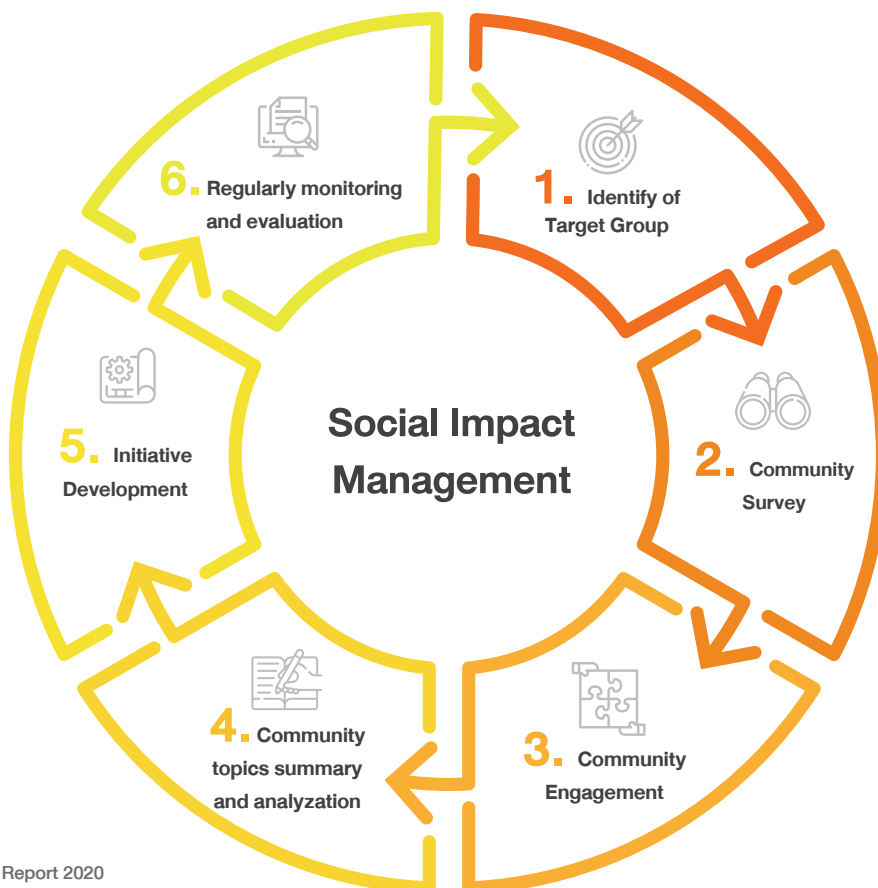 Social Impact
Management
1. Identify of
Target Group
2. Community
Survey
3. Community
Engagement
4. Community
topics summary
and analyzation
5. Initiative
Development
6. Regularly monitoring
and evaluation
Report 2020